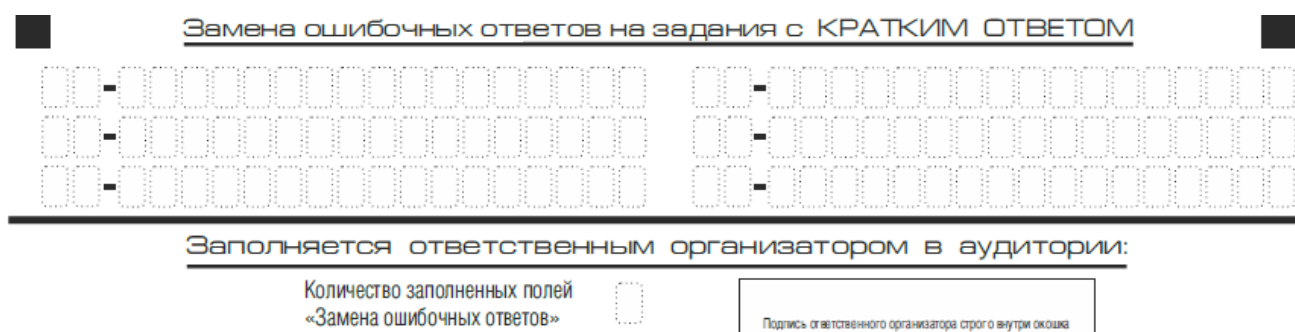 Замена ошибочных ответов на задания с КРАТКИМ ОТВЕТОМ
Заполняется ответственным организатором в аудитории:
Количество заполненных полей
«Замена ошибочных ответов»
Подпись ответственного организатора строго внутри окошка